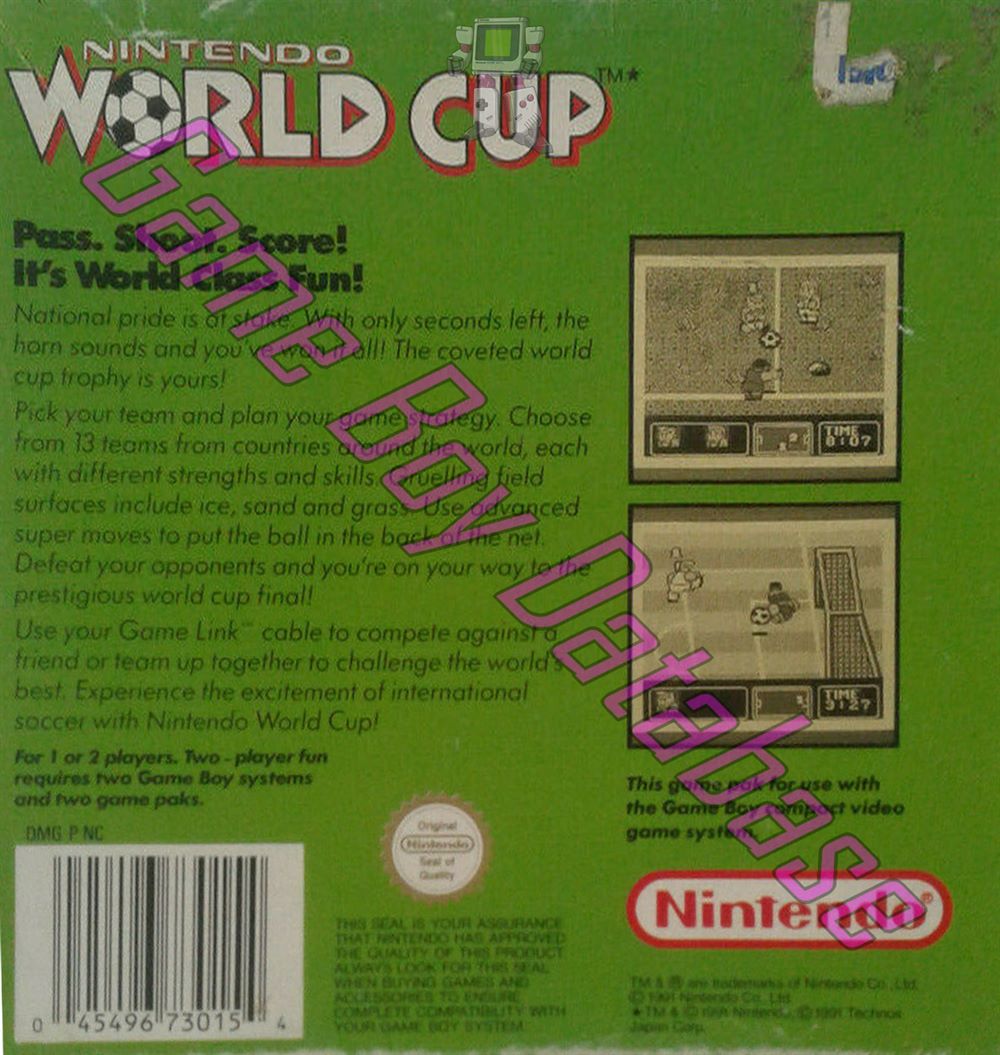 NINTENDO
WORLD CUP™*
Pass. Shoot. Score!
It's World Class Fun!
National pride is at stake. With only seconds left, the
horn sounds and you've won it all! The coveted world
cup trophy is yours!
Pick your team and plan your game strategy. Choose
from 13 teams from countries around the world, each
with different strengths and skills. Gruelling field
surfaces include ice, sand and grass. Use advanced
super moves to put the ball in the back of the net.
Defeat your opponents and you're on your way to the
prestigious world cup final!
Use your Game Link™ cable to compete against a
friend or team up together to challenge the world's
best. Experience the excitement of international
soccer with Nintendo World Cup!
For 1 or 2 players. Two - player fun
requires two Game Boy systems
and two game paks.
DMG P NC
0 45496 73015 4
Original
Nintendo
Seal of
Quality
THIS SEAL IS YOUR ASSURANCE
THAT NINTENDO HAS APPROVED
THE QUALITY OF THIS PRODUCT
ALWAYS LOOK FOR THIS SEAL
WHEN BUYING GAMES AND
ACCESSORIES TO ENSURE
COMPLETE COMPATIBILITY WITH
YOUR GAME BOY SYSTEM
TIME
8:07
TIME
3:27
This game pak for use with
the Game Boy compact video
game system.
Nintendo®
TM & ® are trademarks of Nintendo Co., Ltd.
© 1991 Nintendo Co., Ltd.
★TM & © 1991 Nintendo, © 1991 Technos
Japan Corp.
Game Boy Database